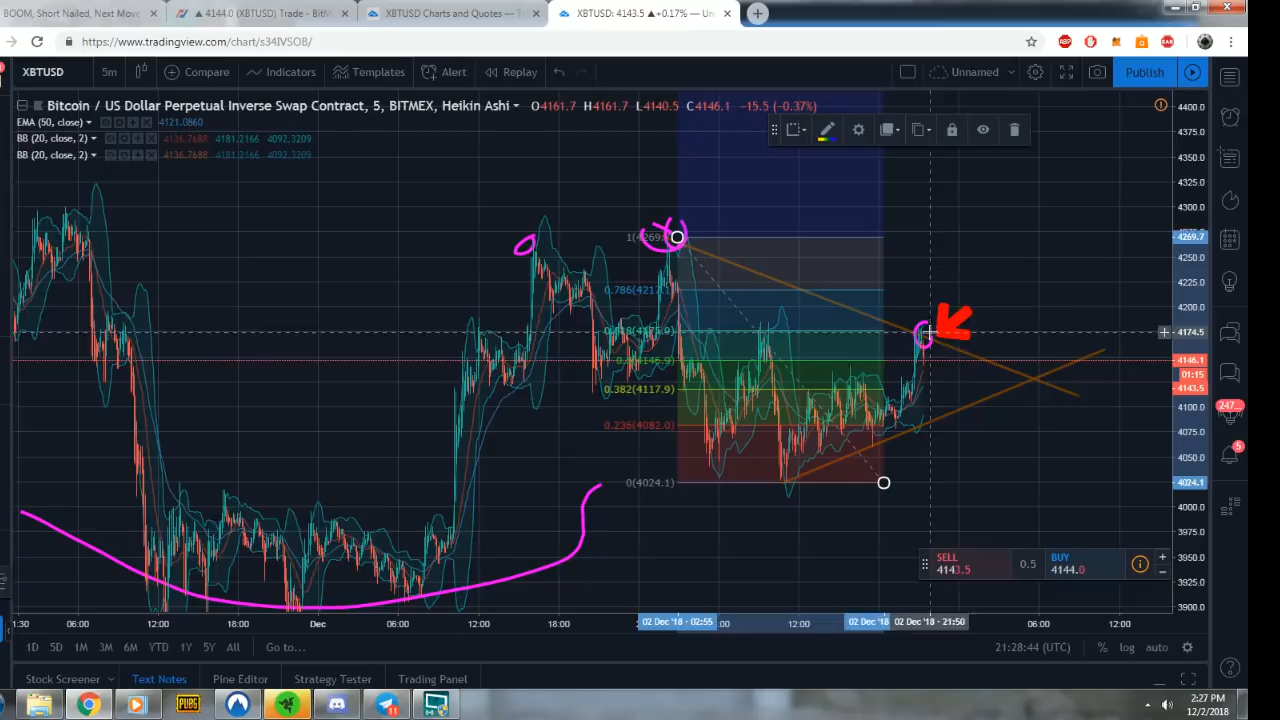 BOOM, Short Nailed, Next Move
▲ 4144.0 (XBTUSD) Trade - BitM
XBTUSD Charts and Quotes — T
XBTUSD: 4143.5 ▲+0.17% — Un
https://www.tradingview.com/chart/s34IVSOB/
XBTUSD 5m Compare Indicators Templates Alert Replay Unnamed Publish
Bitcoin / US Dollar Perpetual Inverse Swap Contract, 5, BITMEX, Heikin Ashi O4161.7 H4161.7 L4140.5 C4146.1 −15.5 (−0.37%)
EMA (50, close) 4121.0860
BB (20, close, 2) 4136.7688 4181.2166 4092.3209
BB (20, close, 2) 4136.7688 4181.2166 4092.3209
4400.0
4375.0
4350.0
4325.0
4300.0
4269.7
4250.0
4225.0
4200.0
4174.5
4146.1
01:15
4143.5
4100.0
4075.0
4050.0
4024.1
4000.0
3975.0
3950.0
3925.0
3900.0
0.786(4217.1)
0.382(4117.9)
0.236(4082.0)
0(4024.1)
SELL
4143.5
0.5
BUY
4144.0
247...
5
1:30 06:00 12:00 18:00 Dec 06:00 12:00 18:00 02 Dec '18 - 02:55 12:00 02 Dec '18 02 Dec '18 - 21:50 06:00 12:00
1D 5D 1M 3M 6M YTD 1Y 5Y All Go to... 21:28:44 (UTC) % log auto
Stock Screener Text Notes Pine Editor Strategy Tester Trading Panel
PUBG
11
2:27 PM
12/2/2018